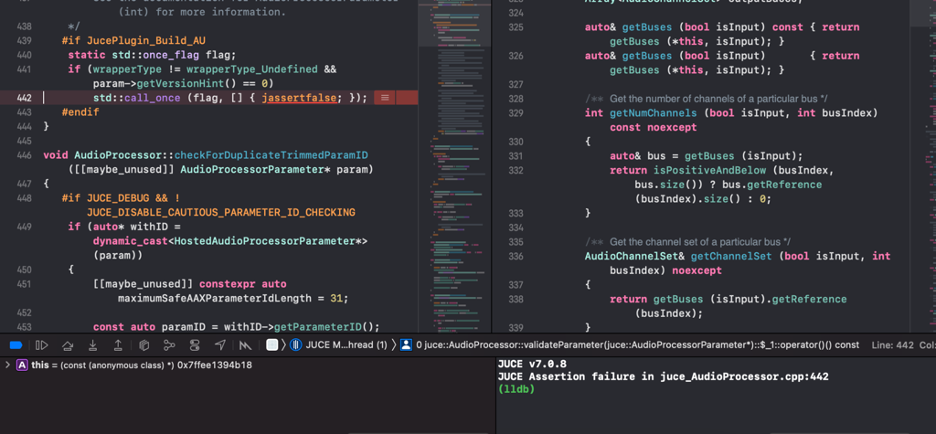 (int) for more information.
438 */
439 #if JucePlugin_Build_AU
440 static std::once_flag flag;
441 if (wrapperType != wrapperType_Undefined &&
param->getVersionHint() == 0)
442 std::call_once (flag, [] { jassertfalse; });
443 #endif
444 }
445
446 void AudioProcessor::checkForDuplicateTrimmedParamID
([[maybe_unused]] AudioProcessorParameter* param)
447 {
448 #if JUCE_DEBUG && !
JUCE_DISABLE_CAUTIOUS_PARAMETER_ID_CHECKING
449 if (auto* withID =
dynamic_cast<HostedAudioProcessorParameter*>
(param))
450 {
451 [[maybe_unused]] constexpr auto
maximumSafeAAXParameterIdLength = 31;
452
453 const auto paramID = withID->getParameterID();
324
325 auto& getBuses (bool isInput) const { return
getBuses (*this, isInput); }
326 auto& getBuses (bool isInput) { return
getBuses (*this, isInput); }
327
328 /** Get the number of channels of a particular bus */
329 int getNumChannels (bool isInput, int busIndex)
const noexcept
330 {
331 auto& bus = getBuses (isInput);
332 return isPositiveAndBelow (busIndex,
bus.size()) ? bus.getReference
(busIndex).size() : 0;
333 }
334
335 /** Get the channel set of a particular bus */
336 AudioChannelSet& getChannelSet (bool isInput, int
busIndex) noexcept
337 {
338 return getBuses (isInput).getReference
(busIndex);
339 }
JUCE M...hread (1) 0 juce::AudioProcessor::validateParameter(juce::AudioProcessorParameter*)::$_1::operator()() const Line: 442 Col:
A this = (const (anonymous class) *) 0x7ffee1394b18
JUCE v7.0.8
JUCE Assertion failure in juce_AudioProcessor.cpp:442
(lldb)